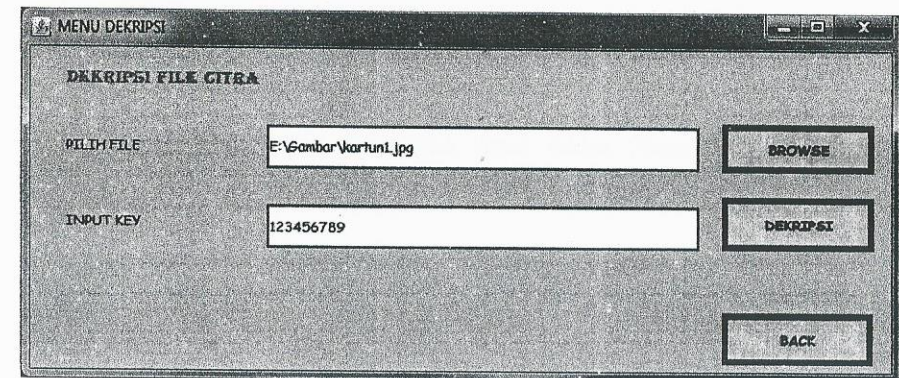 MENU DEKRIPSI
DEKRIPSI FILE CITRA
PILIH FILE
E:\Gambar\kartun1.jpg
BROWSE
INPUT KEY
123456789
DEKRIPSI
BACK